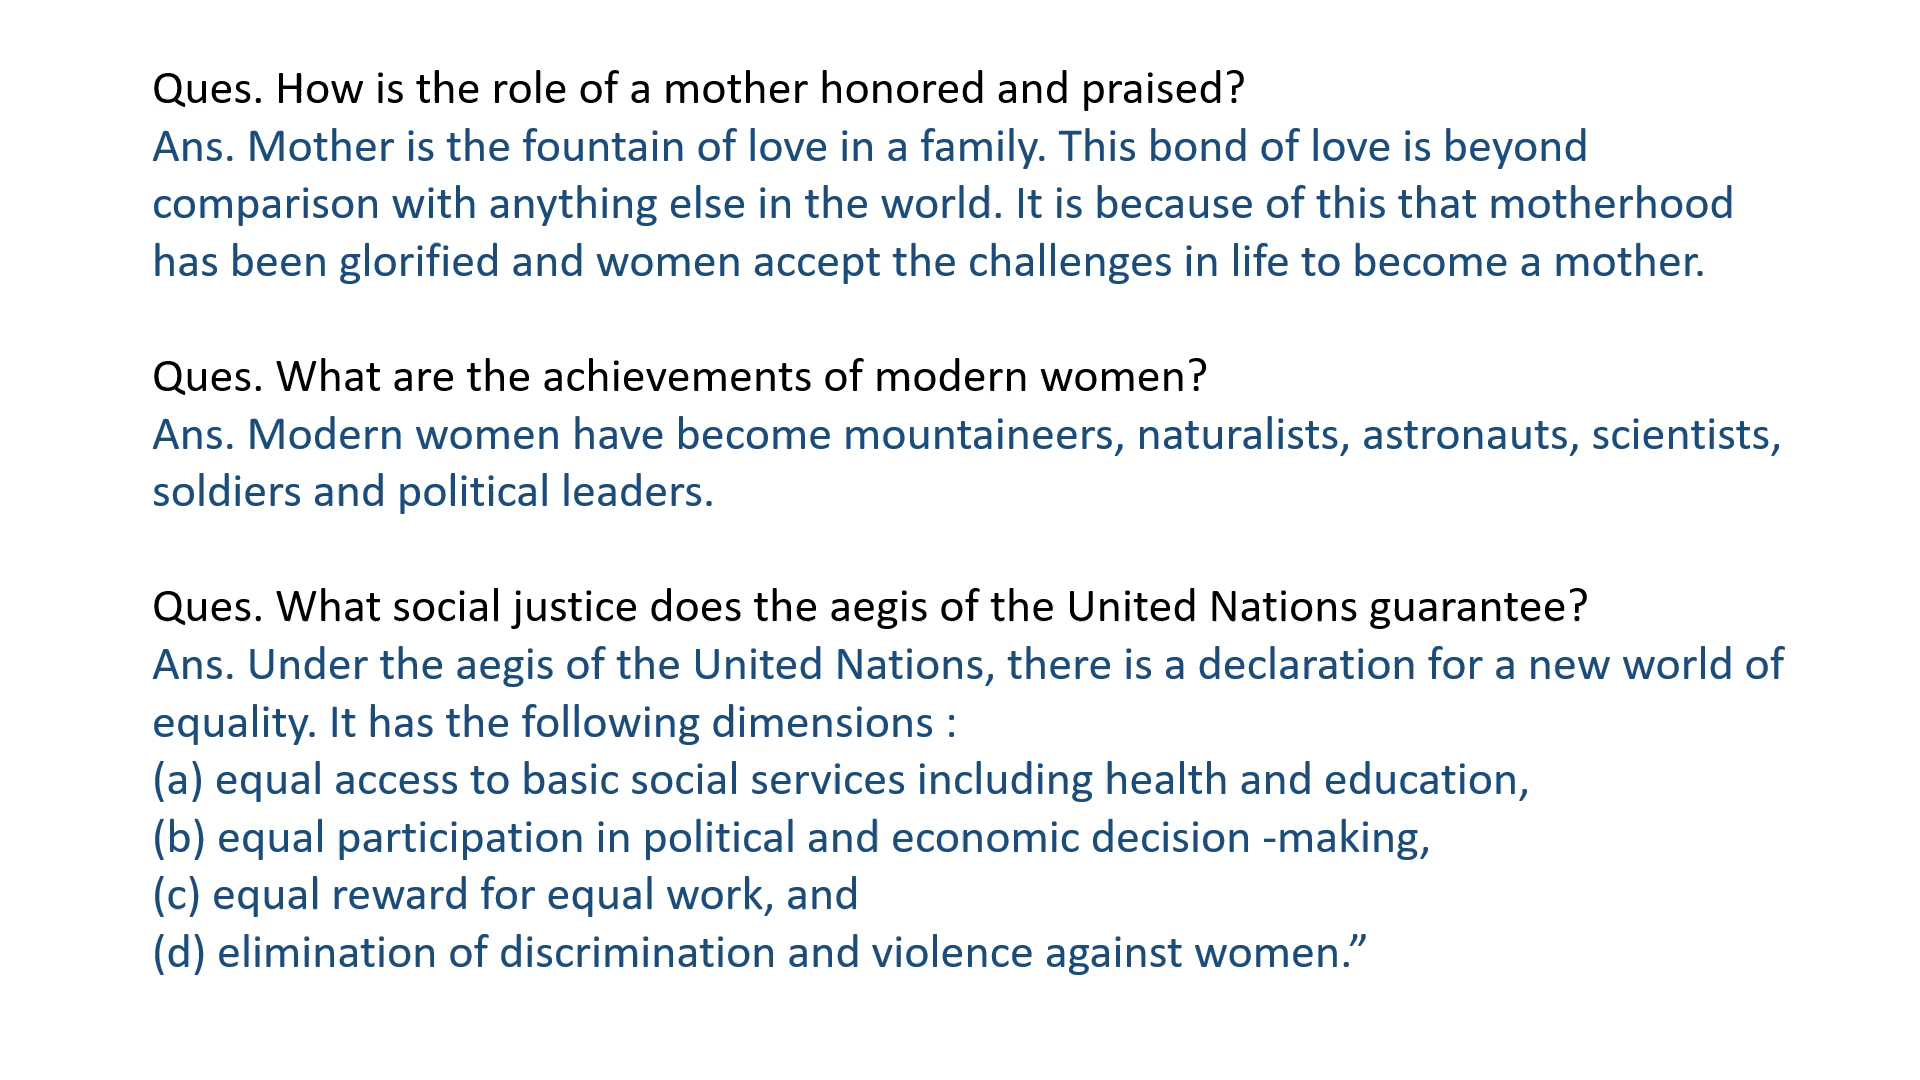 Ques. How is the role of a mother honored and praised?
Ans. Mother is the fountain of love in a family. This bond of love is beyond
comparison with anything else in the world. It is because of this that motherhood
has been glorified and women accept the challenges in life to become a mother.
Ques. What are the achievements of modern women?
Ans. Modern women have become mountaineers, naturalists, astronauts, scientists,
soldiers and political leaders.
Ques. What social justice does the aegis of the United Nations guarantee?
Ans. Under the aegis of the United Nations, there is a declaration for a new world of
equality. It has the following dimensions :
(a) equal access to basic social services including health and education,
(b) equal participation in political and economic decision -making,
(c) equal reward for equal work, and
(d) elimination of discrimination and violence against women.”